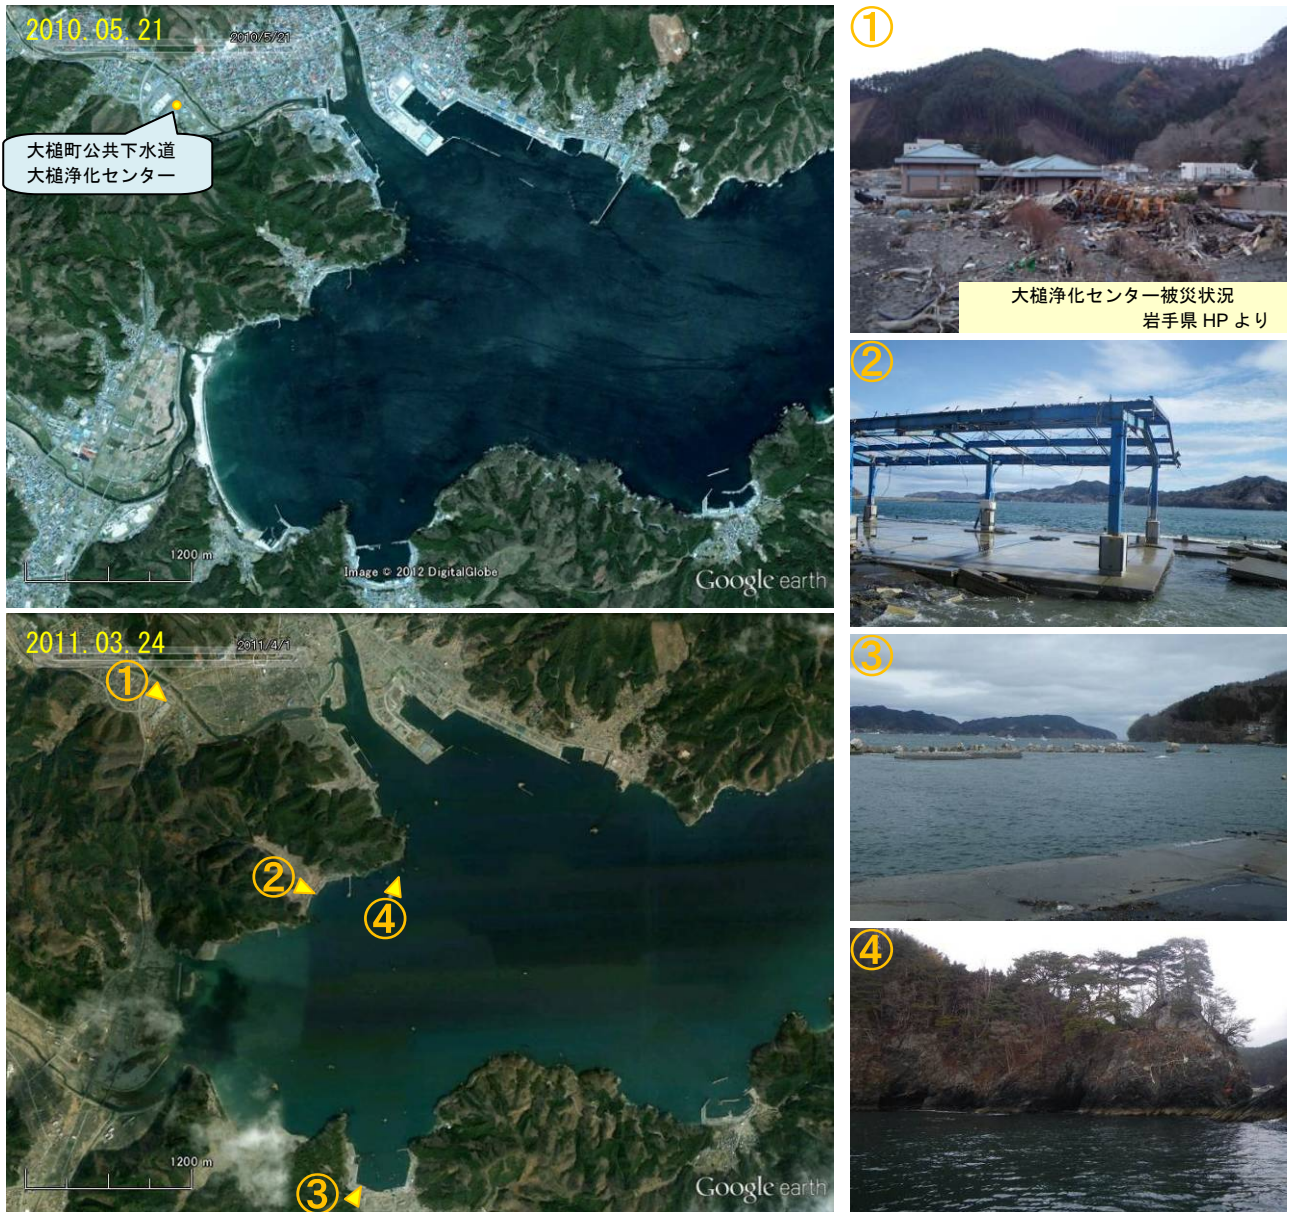 2010.05.21
2010/5/21
大槌町公共下水道
大槌浄化センター
1200 m
Image © 2012 DigitalGlobe
Google earth
2011.03.24
2011/4/1
①
②
④
③
1200 m
Google earth
①
大槌浄化センター被災状況
岩手県 HP より
②
③
④